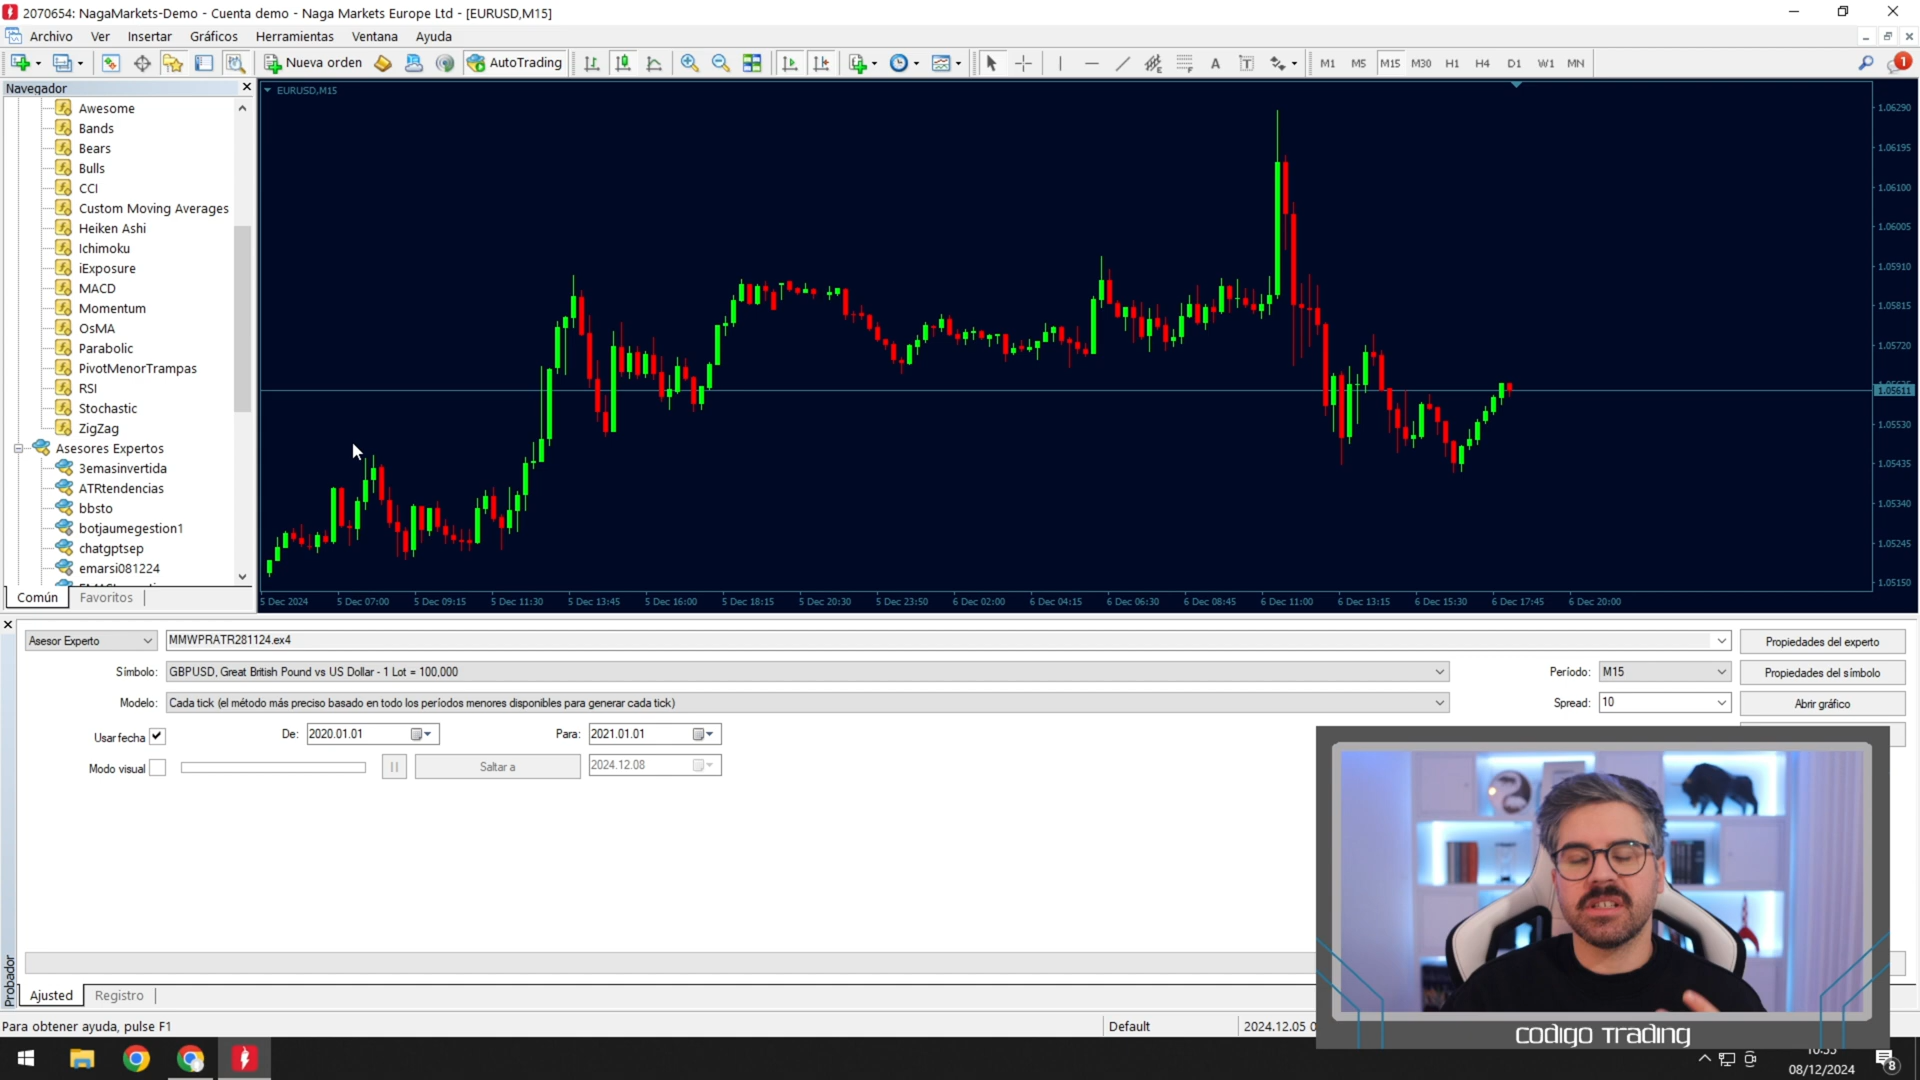 2070654: NagaMarkets-Demo - Cuenta demo - Naga Markets Europe Ltd - [EURUSD,M15]
Archivo Ver Insertar Gráficos Herramientas Ventana Ayuda
Nueva orden AutoTrading A T M1 M5 M15 M30 H1 H4 D1 W1 MN 1
Navegador
Awesome
Bands
Bears
Bulls
CCI
Custom Moving Averages
Heiken Ashi
Ichimoku
iExposure
MACD
Momentum
OsMA
Parabolic
PivotMenorTrampas
RSI
Stochastic
ZigZag
Asesores Expertos
3emasinvertida
ATRtendencias
bbsto
botjaumegestion1
chatgptsep
emarsi081224
Común Favoritos
EURUSD,M15
1.06290
1.06195
1.06100
1.06005
1.05910
1.05815
1.05720
1.05611
1.05530
1.05435
1.05340
1.05245
1.05150
5 Dec 2024 5 Dec 07:00 5 Dec 09:15 5 Dec 11:30 5 Dec 13:45 5 Dec 16:00 5 Dec 18:15 5 Dec 20:30 5 Dec 23:50 6 Dec 02:00 6 Dec 04:15 6 Dec 06:30 6 Dec 08:45 6 Dec 11:00 6 Dec 13:15 6 Dec 15:30 6 Dec 17:45 6 Dec 20:00
Asesor Experto MMWPRATR281124.ex4 Propiedades del experto
Símbolo: GBPUSD, Great British Pound vs US Dollar - 1 Lot = 100,000 Período: M15 Propiedades del símbolo
Modelo: Cada tick (el método más preciso basado en todo los períodos menores disponibles para generar cada tick) Spread: 10 Abrir gráfico
Usar fecha De: 2020.01.01 Para: 2021.01.01
Modo visual Saltar a 2024.12.08
Probador
Ajusted Registro
Para obtener ayuda, pulse F1 Default 2024.12.05 0
CODIGO TRADING
08/12/2024 8